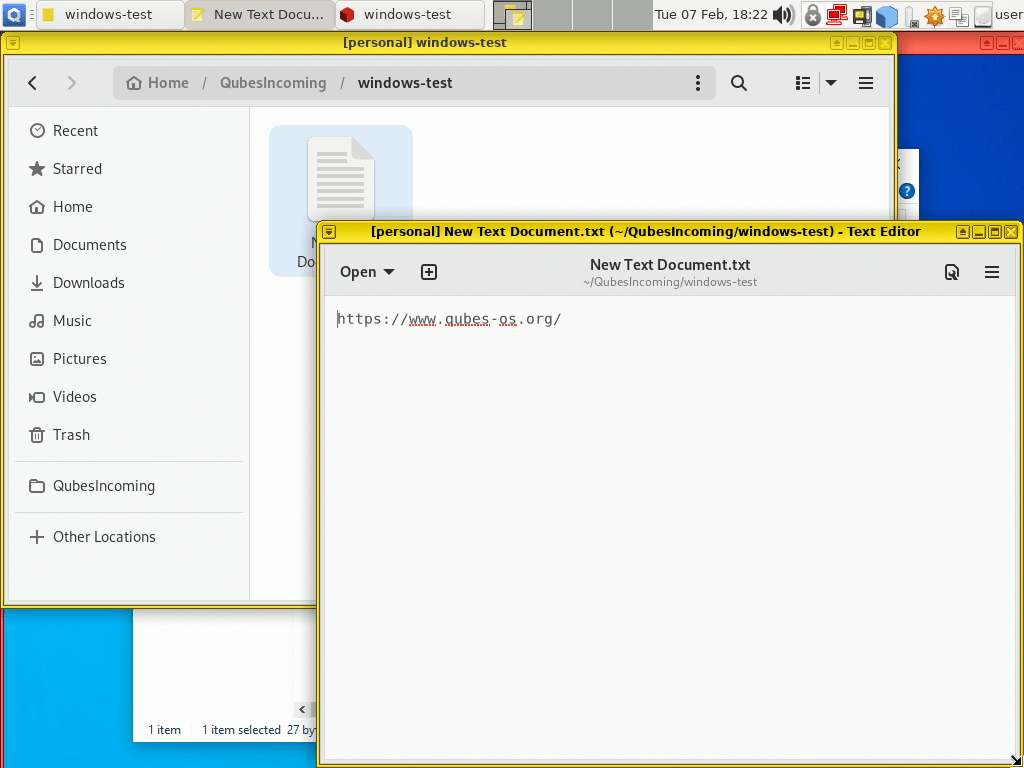 windows-test
New Text Docu...
windows-test
Tue 07 Feb, 18:22
user
[personal] windows-test
Home / QubesIncoming / windows-test
Recent
Starred
Home
Documents
Downloads
Music
Pictures
Videos
Trash
QubesIncoming
Other Locations
?
[personal] New Text Document.txt (~/QubesIncoming/windows-test) - Text Editor
Open
New Text Document.txt
~/QubesIncoming/windows-test
https://www.qubes-os.org/
1 item
1 item selected 27 by